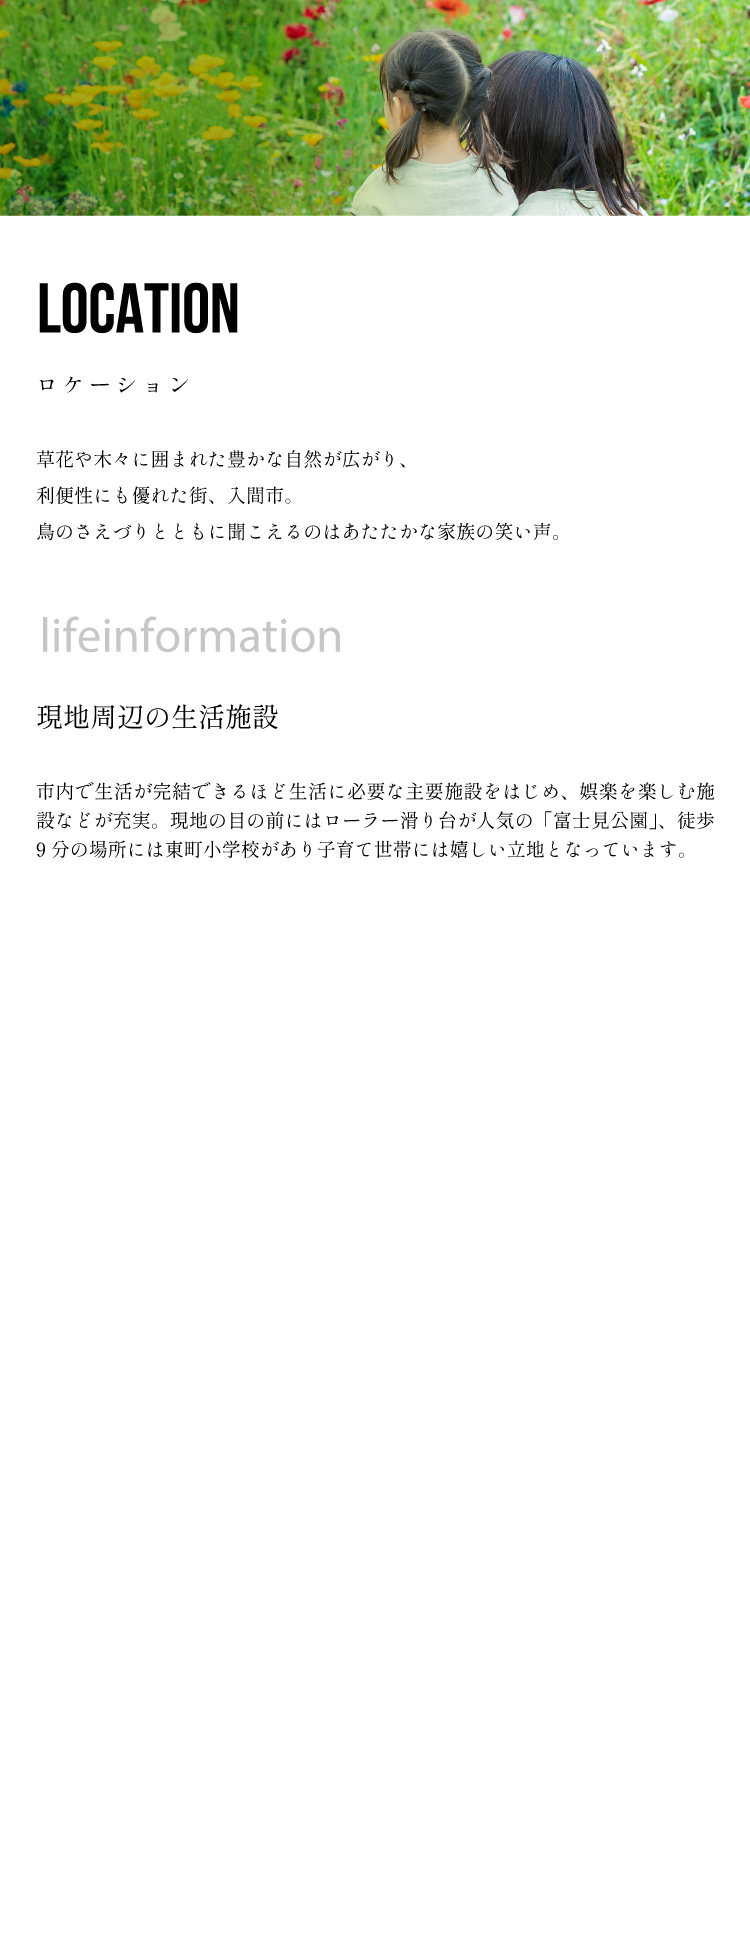 LOCATION
ロケーション
草花や木々に囲まれた豊かな自然が広がり、
利便性にも優れた街、入間市。
鳥のさえづりとともに聞こえるのはあたたかな家族の笑い声。
lifeinformation
現地周辺の生活施設
市内で生活が完結できるほど生活に必要な主要施設をはじめ、娯楽を楽しむ施
設などが充実。現地の目の前にはローラー滑り台が人気の「富士見公園」、徒歩
9 分の場所には東町小学校があり子育て世帯には嬉しい立地となっています。